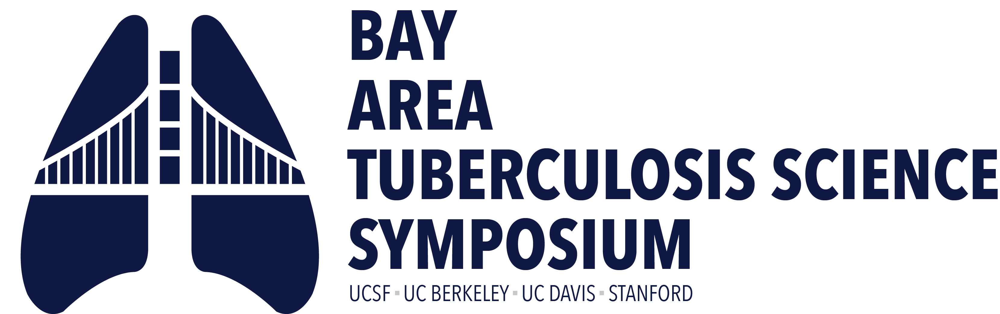 BAY
AREA
TUBERCULOSIS SCIENCE
SYMPOSIUM
UCSF ▪ UC BERKELEY ▪ UC DAVIS ▪ STANFORD